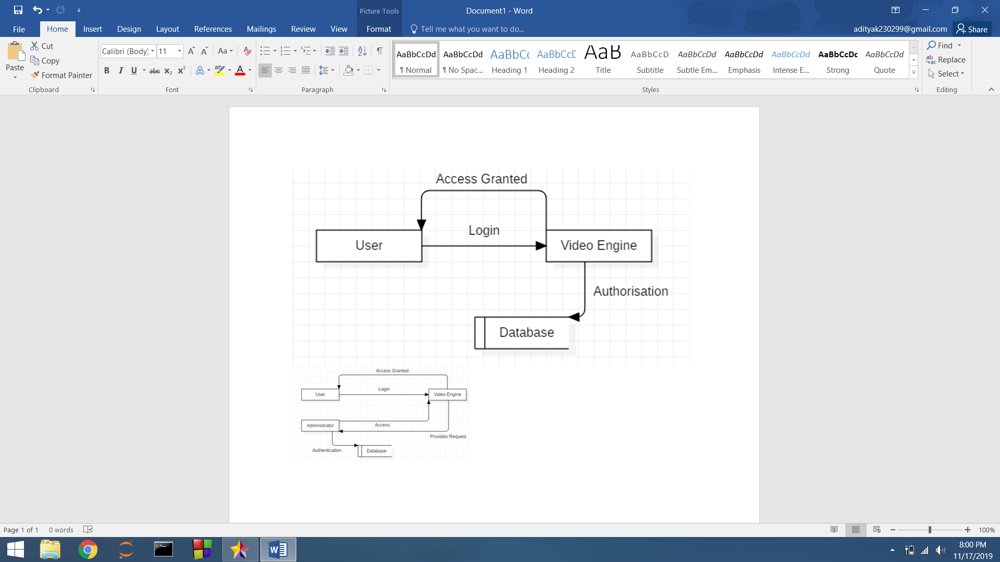 Picture Tools
Document1 - Word
File Home Insert Design Layout References Mailings Review View Format Tell me what you want to do...
adityak230299@gmail.com Share
Paste
Cut
Copy
Format Painter
Clipboard
Calibri (Body) 11
Aa
B I U abc x₂ x² A A
Font
Paragraph
AaBbCcDd AaBbCcDd AaBbCc AaBbCcD AaB AaBbCcD AaBbCcDd AaBbCcDd AaBbCcDd AaBbCcDc AaBbCcDd
¶ Normal ¶ No Spac... Heading 1 Heading 2 Title Subtitle Subtle Em... Emphasis Intense E... Strong Quote
Styles
Find
Replace
Select
Editing
Access Granted
Login
User
Video Engine
Authorisation
Database
Access Granted
Login
User
Video Engine
Administrator
Access
Provides Request
Authentication
Database
Page 1 of 1 0 words
100%
8:00 PM
11/17/2019